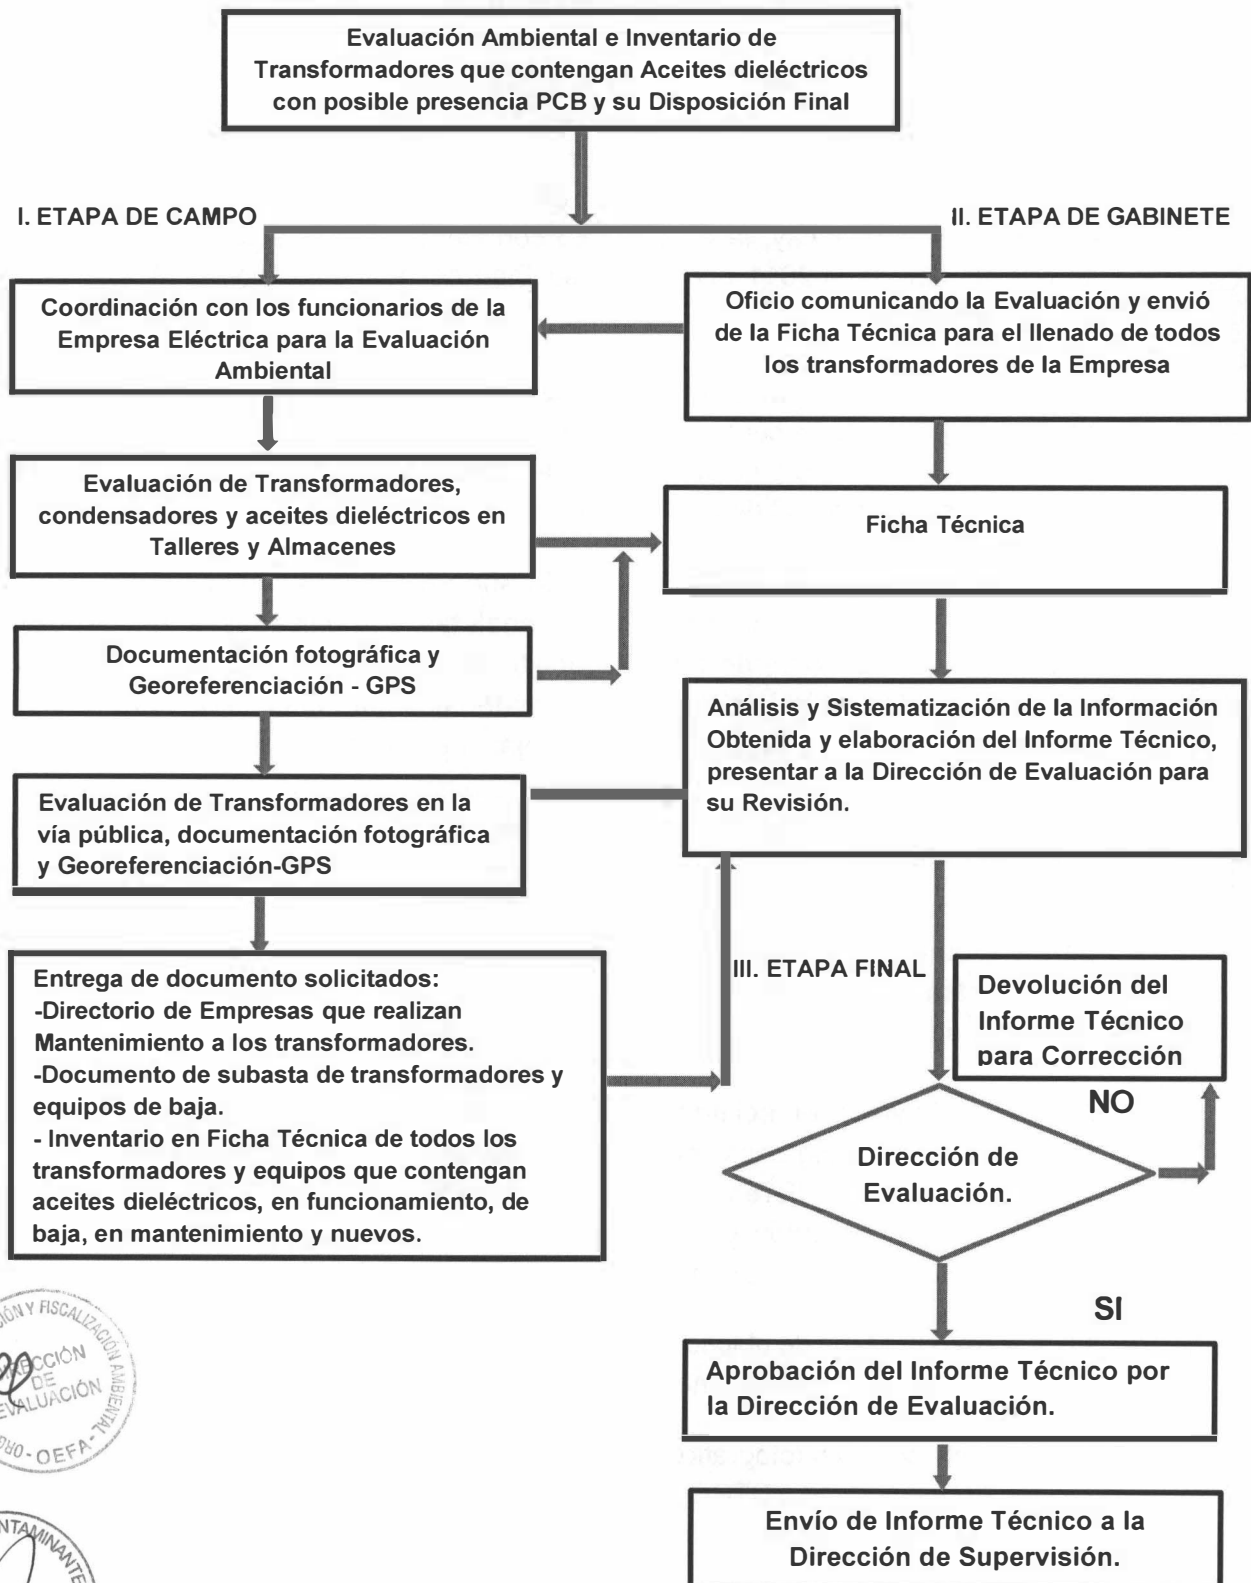 Evaluación Ambiental e Inventario de
Transformadores que contengan Aceites dieléctricos
con posible presencia PCB y su Disposición Final
I. ETAPA DE CAMPO
II. ETAPA DE GABINETE
Coordinación con los funcionarios de la
Empresa Eléctrica para la Evaluación
Ambiental
Oficio comunicando la Evaluación y envió
de la Ficha Técnica para el llenado de todos
los transformadores de la Empresa
Evaluación de Transformadores,
condensadores y aceites dieléctricos en
Talleres y Almacenes
Ficha Técnica
Documentación fotográfica y
Georeferenciación - GPS
Análisis y Sistematización de la Información
Obtenida y elaboración del Informe Técnico,
presentar a la Dirección de Evaluación para
su Revisión.
Evaluación de Transformadores en la
vía pública, documentación fotográfica
y Georeferenciación-GPS
Entrega de documento solicitados:
-Directorio de Empresas que realizan
Mantenimiento a los transformadores.
-Documento de subasta de transformadores y
equipos de baja.
- Inventario en Ficha Técnica de todos los
transformadores y equipos que contengan
aceites dieléctricos, en funcionamiento, de
baja, en mantenimiento y nuevos.
III. ETAPA FINAL
Devolución del
Informe Técnico
para Corrección
NO
Dirección de
Evaluación.
SI
Aprobación del Informe Técnico por
la Dirección de Evaluación.
Envío de Informe Técnico a la
Dirección de Supervisión.
Y FISCALIZACIÓN AMBIENTAL - OEFA
DIRECCIÓN
DE
EVALUACIÓN